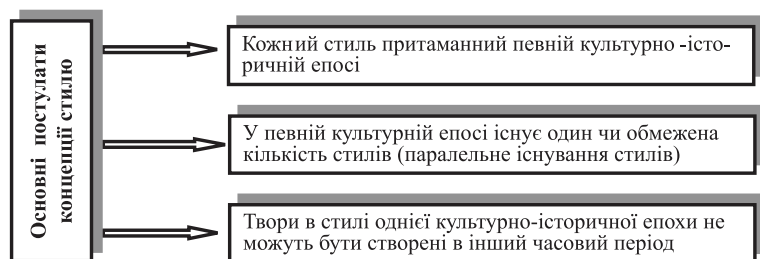 Основні постулати
концепції стилю
Кожний стиль притаманний певній культурно -істо-
ричній епосі
У певній культурній епосі існує один чи обмежена
кількість стилів (паралельне існування стилів)
Твори в стилі однієї культурно-історичної епохи не
можуть бути створені в інший часовий період